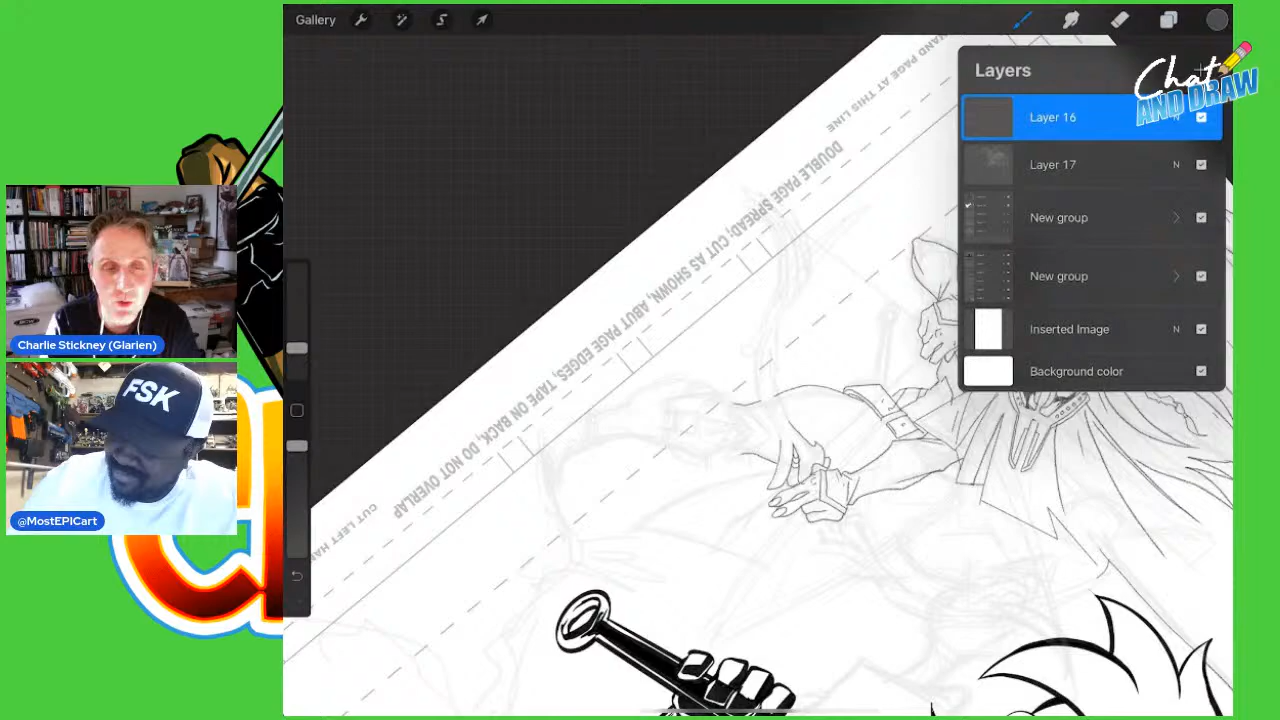 Gallery
Layers
Chat
AND DRAW
Layer 16
N
Layer 17
N
New group
New group
Inserted Image
N
Background color
HAND PAGE AT THIS LINE
DOUBLE PAGE SPREAD; CUT AS SHOWN, ABUT PAGE EDGES, TAPE ON BACK, DO NOT OVERLAP
CUT LEFT HA
Charlie Stickney (Glarien)
FSK
@MostEPICart